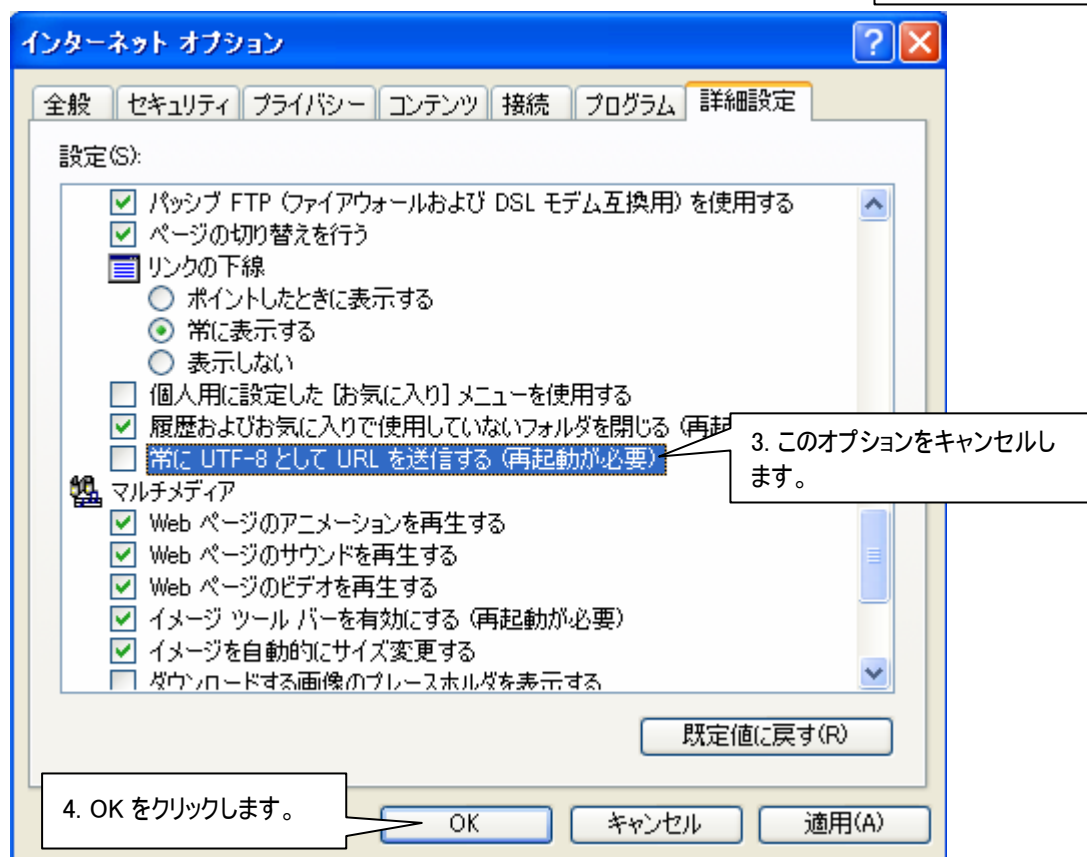 インターネット オプション
全般 セキュリティ プライバシー コンテンツ 接続 プログラム 詳細設定
設定(S):
パッシブ FTP (ファイアウォールおよび DSL モデム互換用) を使用する
ページの切り替えを行う
リンクの下線
ポイントしたときに表示する
常に表示する
表示しない
個人用に設定した [お気に入り] メニューを使用する
履歴およびお気に入りで使用していないフォルダを閉じる (再起
常に UTF-8 として URL を送信する (再起動が必要)
3. このオプションをキャンセルし
ます。
マルチメディア
Web ページのアニメーションを再生する
Web ページのサウンドを再生する
Web ページのビデオを再生する
イメージ ツール バーを有効にする (再起動が必要)
イメージを自動的にサイズ変更する
ダウンロードする画像のプレースホルダを表示する
既定値に戻す(R)
4. OK をクリックします。
OK キャンセル 適用(A)